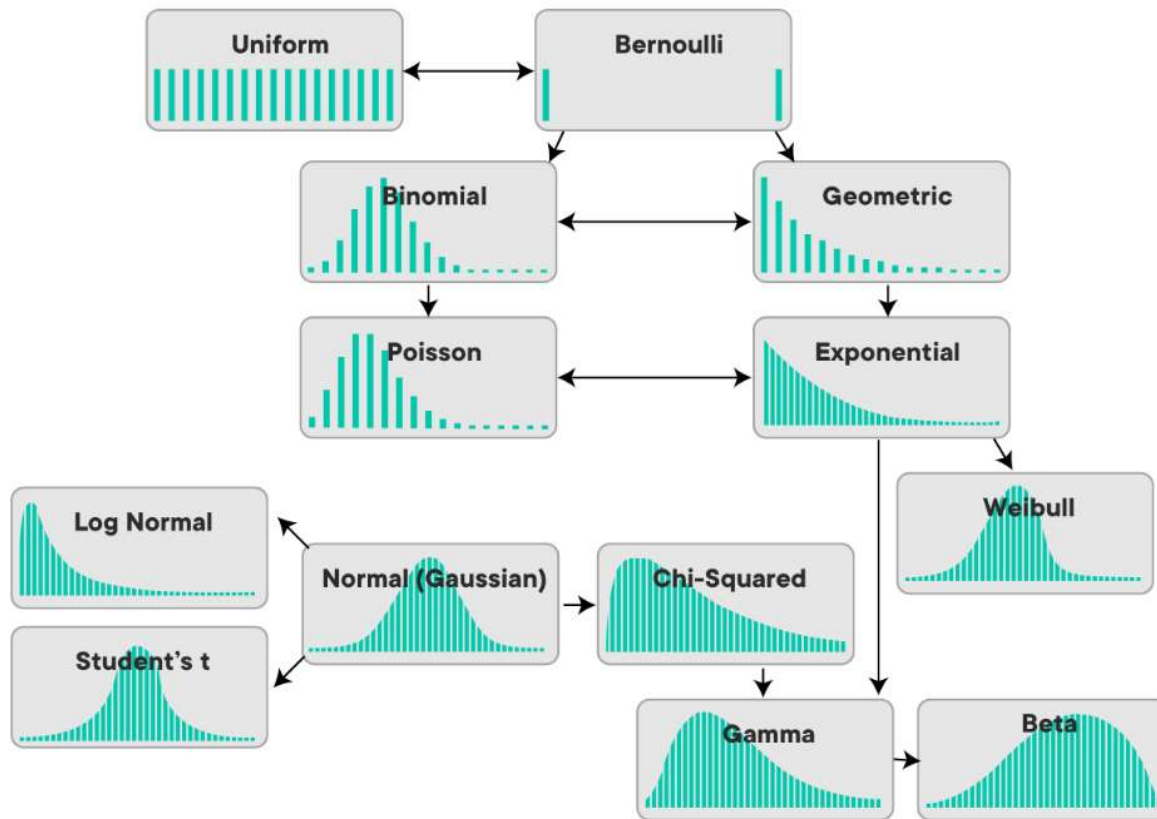 Uniform
Bernoulli
Binomial
Geometric
Poisson
Exponential
Weibull
Log Normal
Normal (Gaussian)
Chi-Squared
Student's t
Gamma
Beta